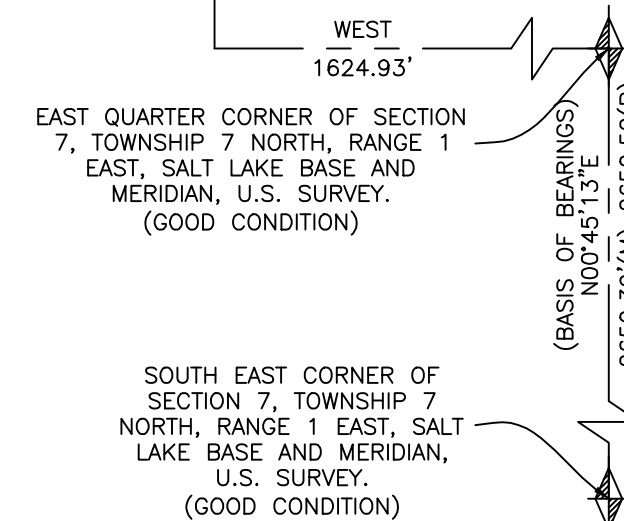 WEST
1624.93'
EAST QUARTER CORNER OF SECTION
7, TOWNSHIP 7 NORTH, RANGE 1
EAST, SALT LAKE BASE AND
MERIDIAN, U.S. SURVEY.
(GOOD CONDITION)
(BASIS OF BEARINGS)
N00°45'13"E
SOUTH EAST CORNER OF
SECTION 7, TOWNSHIP 7
NORTH, RANGE 1 EAST, SALT
LAKE BASE AND MERIDIAN,
U.S. SURVEY.
(GOOD CONDITION)